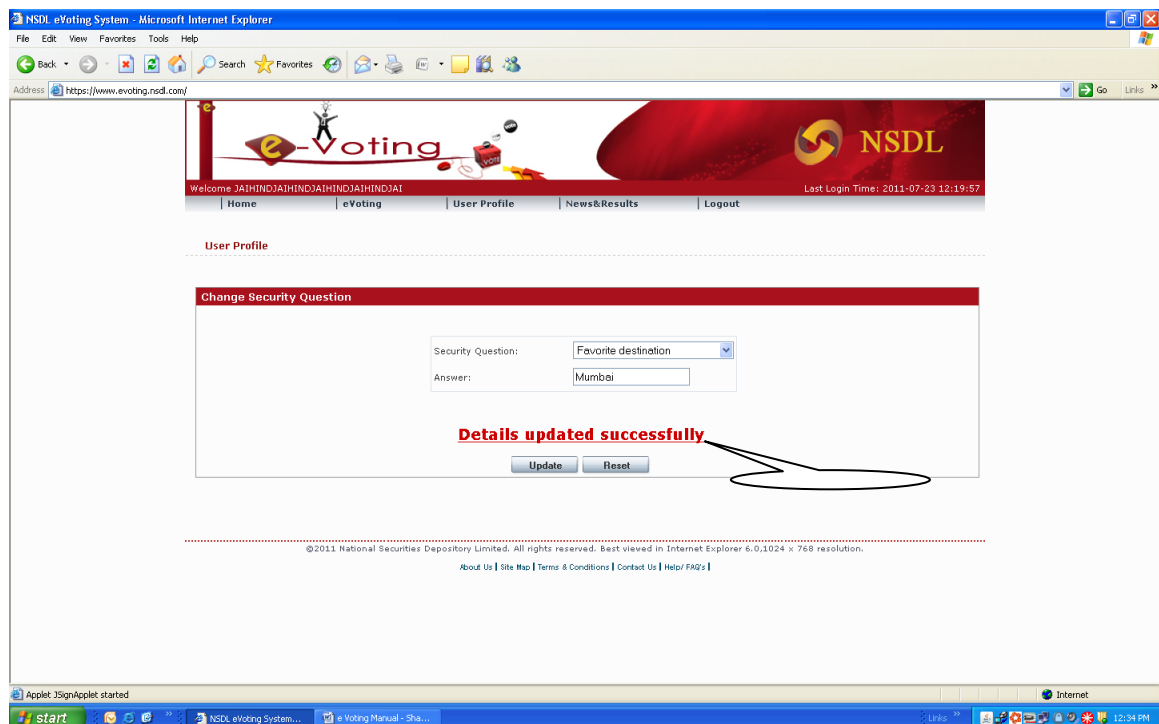 NSDL eVoting System - Microsoft Internet Explorer
File Edit View Favorites Tools Help
Back Search Favorites
Address https://www.evoting.nsdl.com/ Go Links »
e-Voting
VOTE
NSDL
Welcome JAIHINDJAIHINDJAIHINDJAIHINDJAI Last Login Time: 2011-07-23 12:19:57
Home eVoting User Profile News&Results Logout
User Profile
Change Security Question
Security Question: Favorite destination
Answer: Mumbai
Details updated successfully
Update Reset
©2011 National Securities Depository Limited. All rights reserved. Best viewed in Internet Explorer 6.0,1024 x 768 resolution.
About Us | Site Map | Terms & Conditions | Contact Us | Help/ FAQ's |
Applet JSignApplet started Internet
start » NSDL eVoting System... e Voting Manual - Sha... Links » 12:34 PM